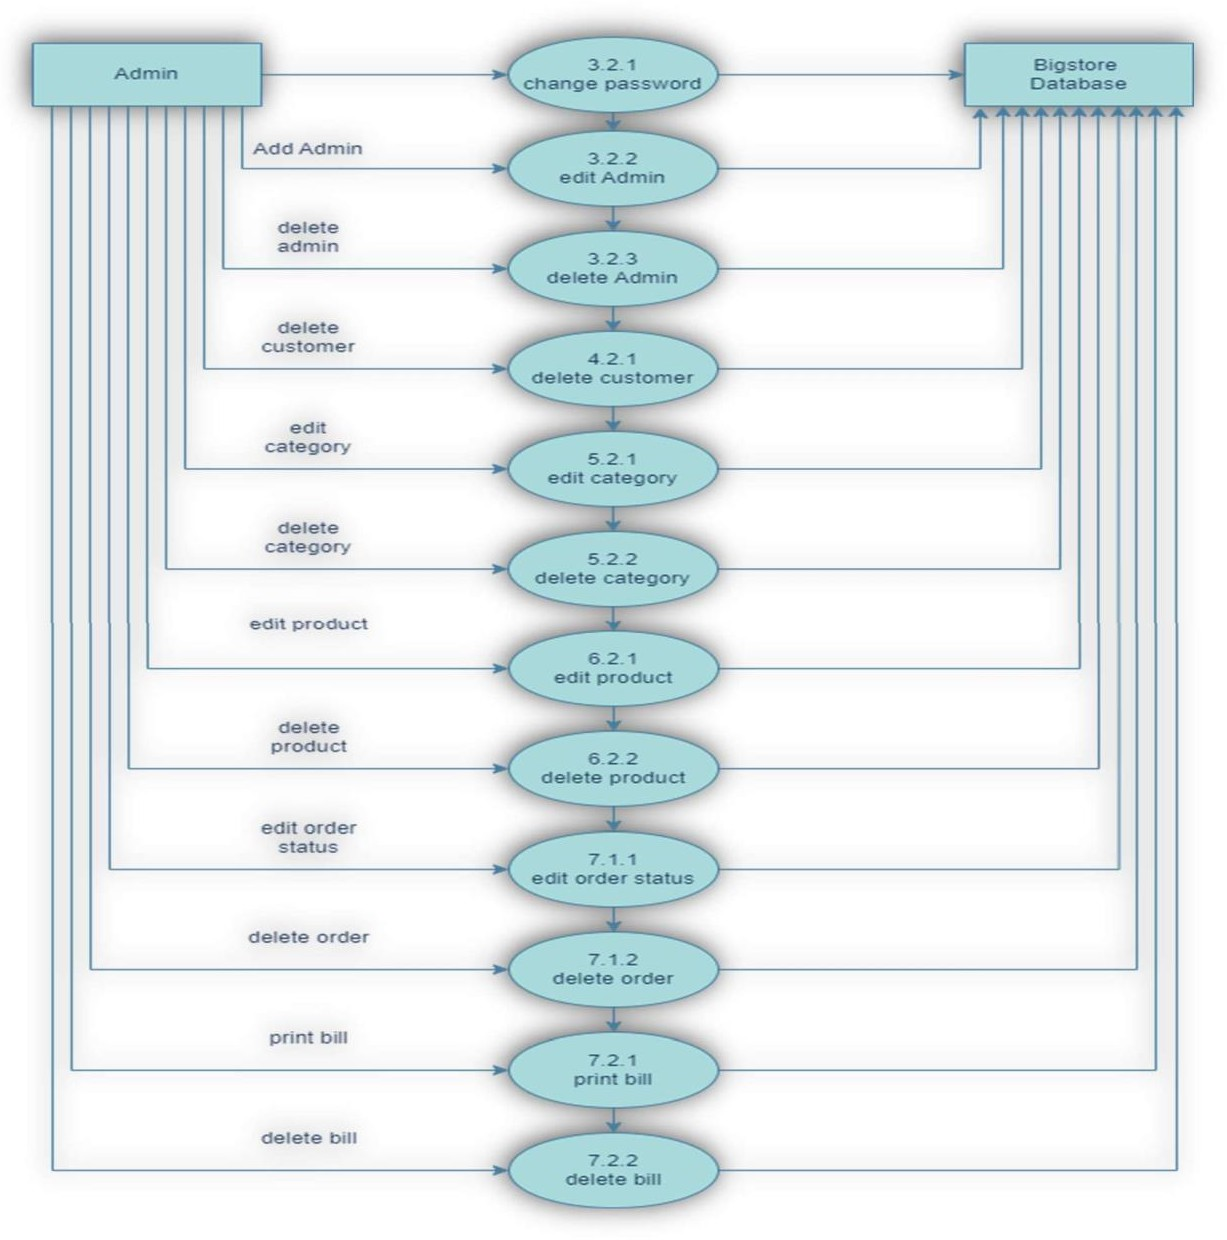 Admin
3.2.1
change password
Bigstore
Database
Add Admin
3.2.2
edit Admin
delete
admin
3.2.3
delete Admin
delete
customer
4.2.1
delete customer
edit
category
5.2.1
edit category
delete
category
5.2.2
delete category
edit product
6.2.1
edit product
delete
product
6.2.2
delete product
edit order
status
7.1.1
edit order status
delete order
7.1.2
delete order
print bill
7.2.1
print bill
delete bill
7.2.2
delete bill